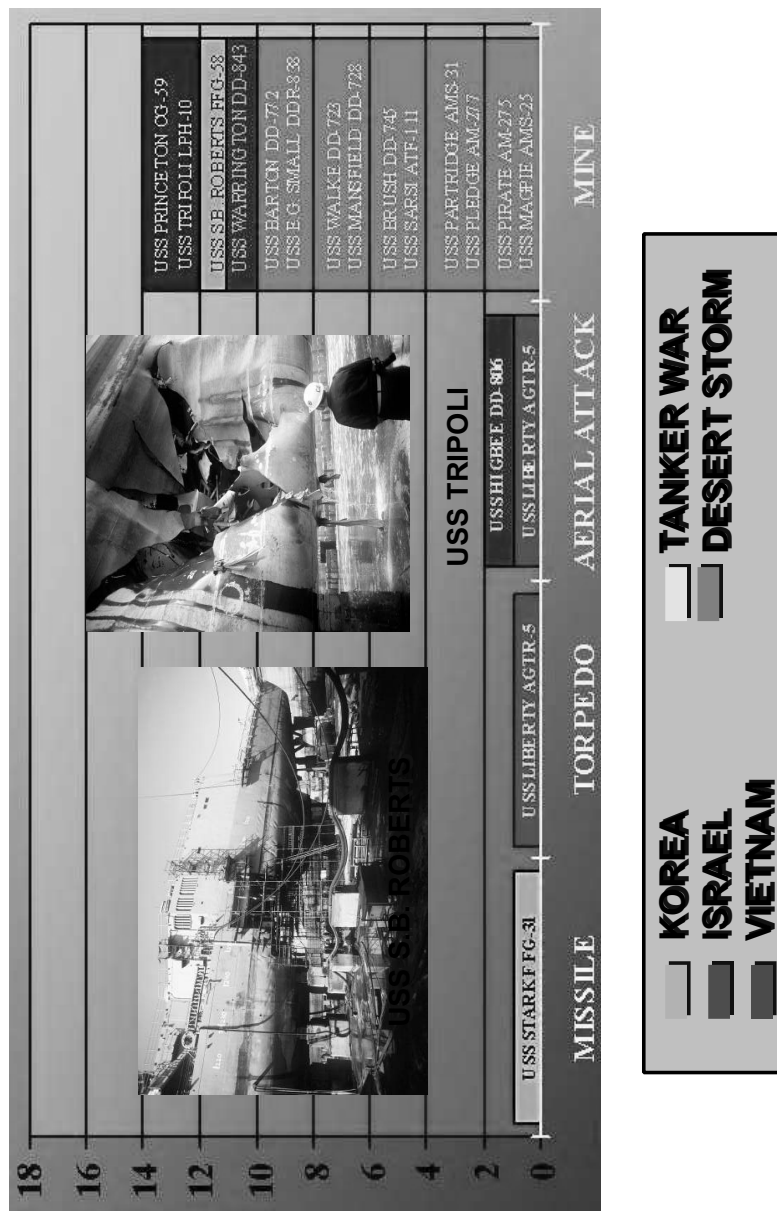 18
16
14
12
10
8
6
4
2
0
USS S.B. ROBERTS
USS TRIPOLI
USS STARK FFG-31
USS LIBERTY AGTR-5
USS HIGBEE DD-806
USS LIBERTY AGTR-5
USS PRINCETON CG-59
USS TRIPOLI LPH-10
USS S.B. ROBERTS FFG-58
USS WARRINGTON DD-843
USS BARTON DD-772
USS E.G. SMALL DDR-838
USS WALKE DD-723
USS MANSFIELD DD-728
USS BRUSH DD-745
USS SARSI ATF-111
USS PARTRIDGE AMS-31
USS PLEDGE AM-277
USS PIRATE AM-275
USS MAGPIE AMS-25
MISSILE
TORPEDO
AERIAL ATTACK
MINE
KOREA
ISRAEL
VIETNAM
TANKER WAR
DESERT STORM